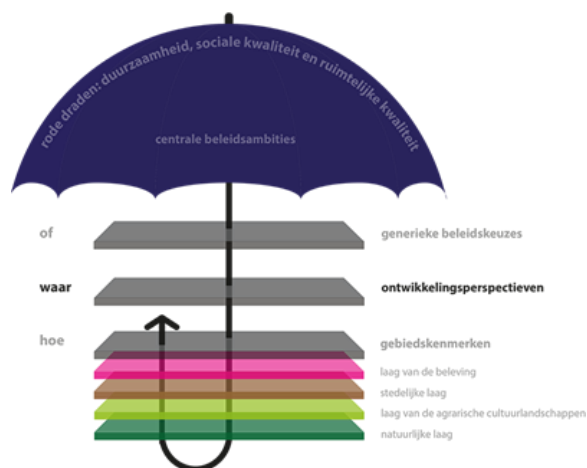 rode draden: duurzaamheid, sociale kwaliteit en ruimtelijke kwaliteit
centrale beleidsambities
of
generieke beleidskeuzes
waar
ontwikkelingsperspectieven
hoe
gebiedskenmerken
laag van de beleving
stedelijke laag
laag van de agrarische cultuurlandschappen
natuurlijke laag